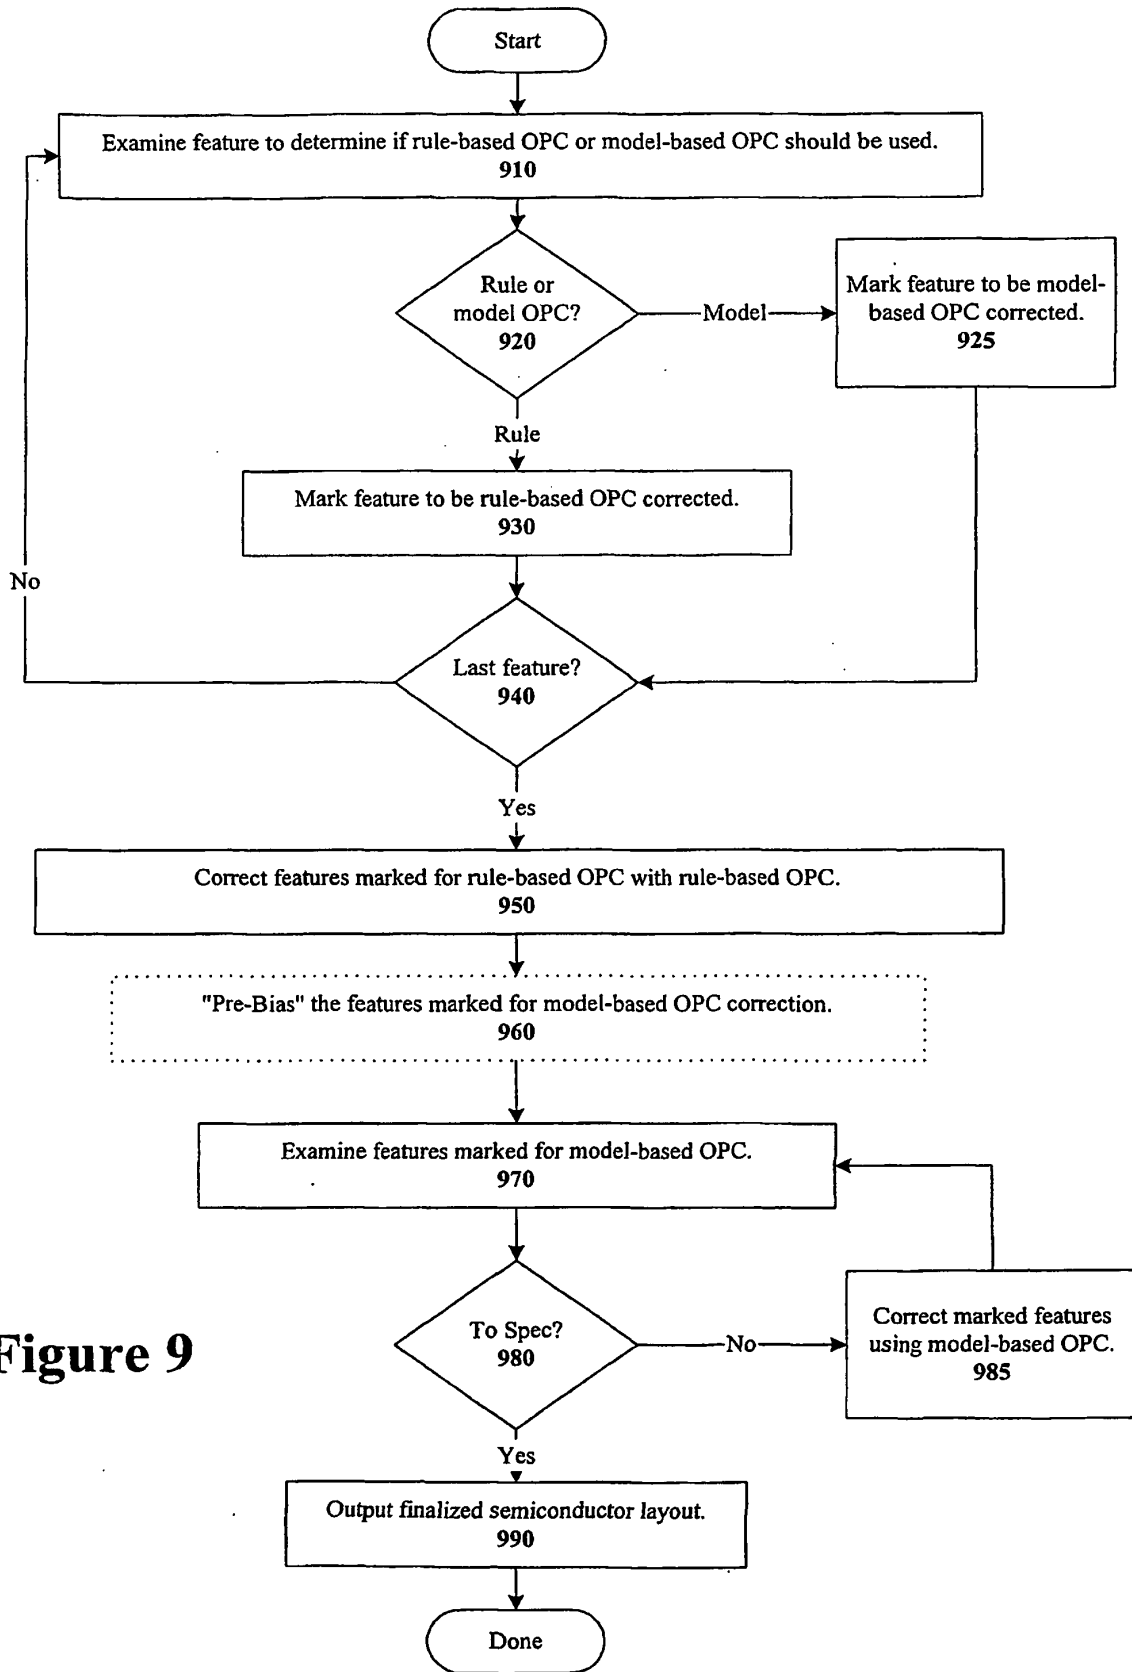 Start
Examine feature to determine if rule-based OPC or model-based OPC should be used.
910
Rule or
model OPC?
920
Model
Mark feature to be model-
based OPC corrected.
925
Rule
Mark feature to be rule-based OPC corrected.
930
No
Last feature?
940
Yes
Correct features marked for rule-based OPC with rule-based OPC.
950
"Pre-Bias" the features marked for model-based OPC correction.
960
Examine features marked for model-based OPC.
970
To Spec?
980
No
Correct marked features
using model-based OPC.
985
Figure 9
Yes
Output finalized semiconductor layout.
990
Done